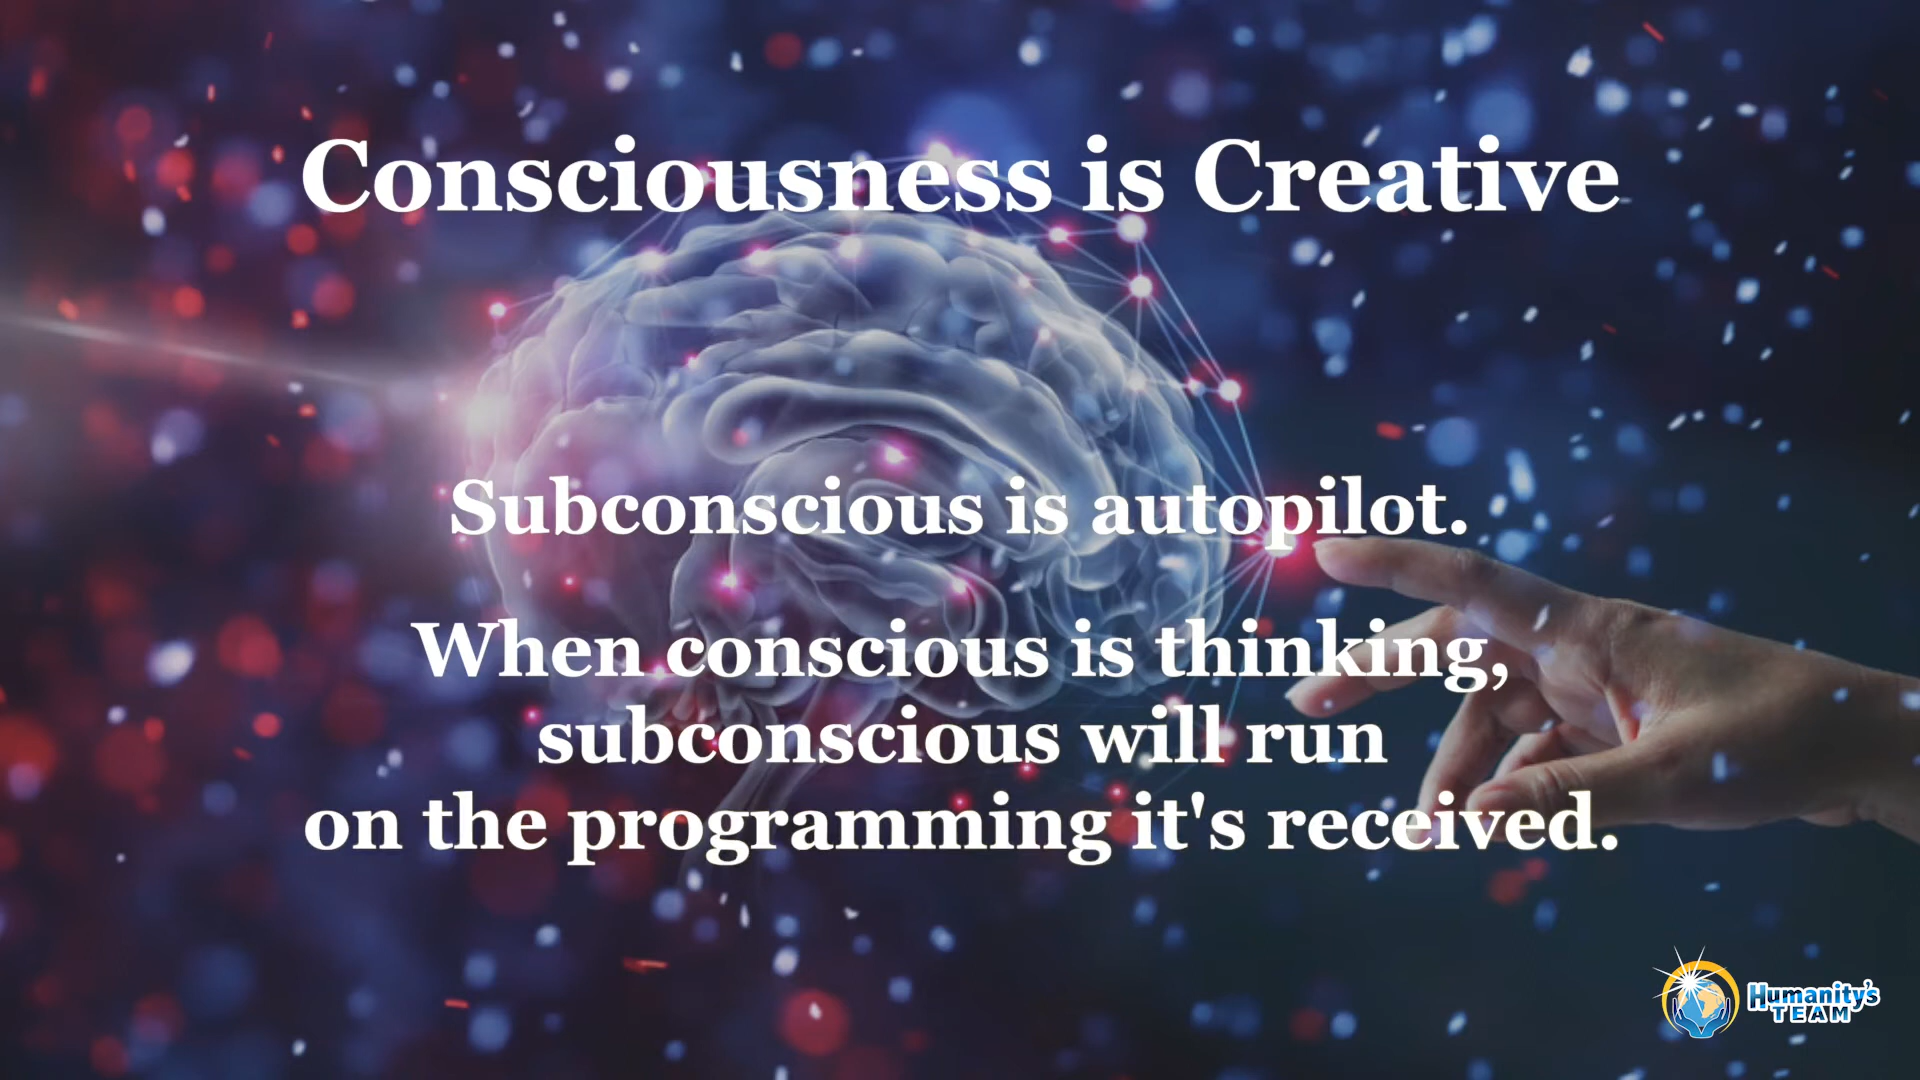 Consciousness is Creative
Subconscious is autopilot.
When conscious is thinking,
subconscious will run
on the programming it's received.
Humanity's
TEAM